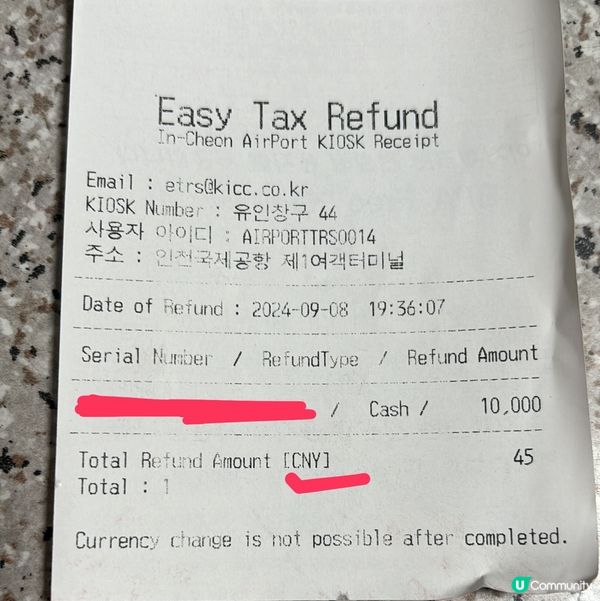 Easy Tax Refund
In-Cheon AirPort KIOSK Receipt
Email : etrs@kicc.co.kr
KIOSK Number : 유인창구 44
사용자 아이디 : AIRPORTTRS0014
주소 : 인천국제공항 제1여객터미널
Date of Refund : 2024-09-08 19:36:07
Serial Number / RefundType / Refund Amount
/ Cash / 10,000
Total Refund Amount [CNY] 45
Total : 1
Currency change is not possible after completed.
U Community